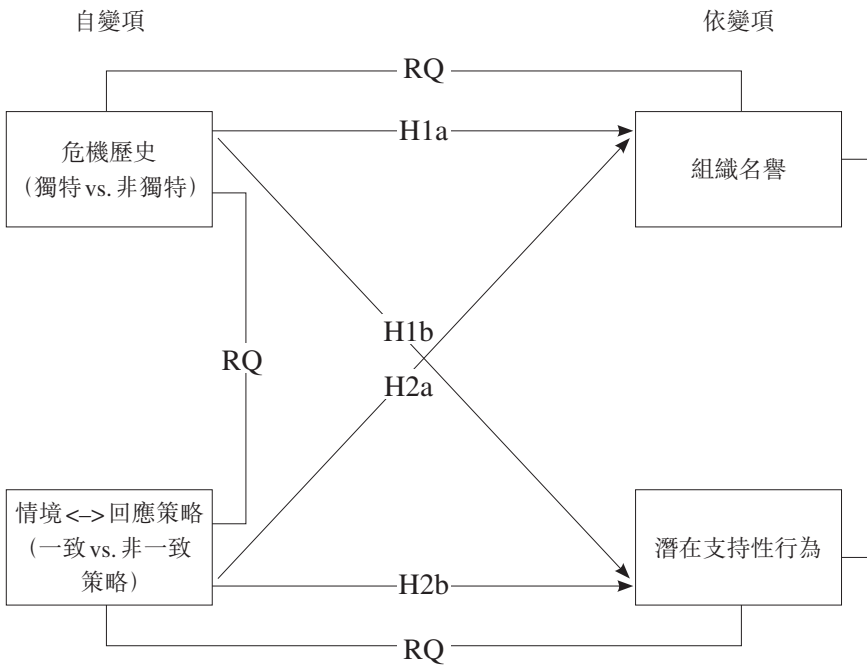 自變項
依變項
RQ
危機歷史
（獨特 vs. 非獨特）
H1a
組織名譽
H1b
RQ
H2a
情境 <–> 回應策略
（一致 vs. 非一致
策略）
潛在支持性行為
H2b
RQ